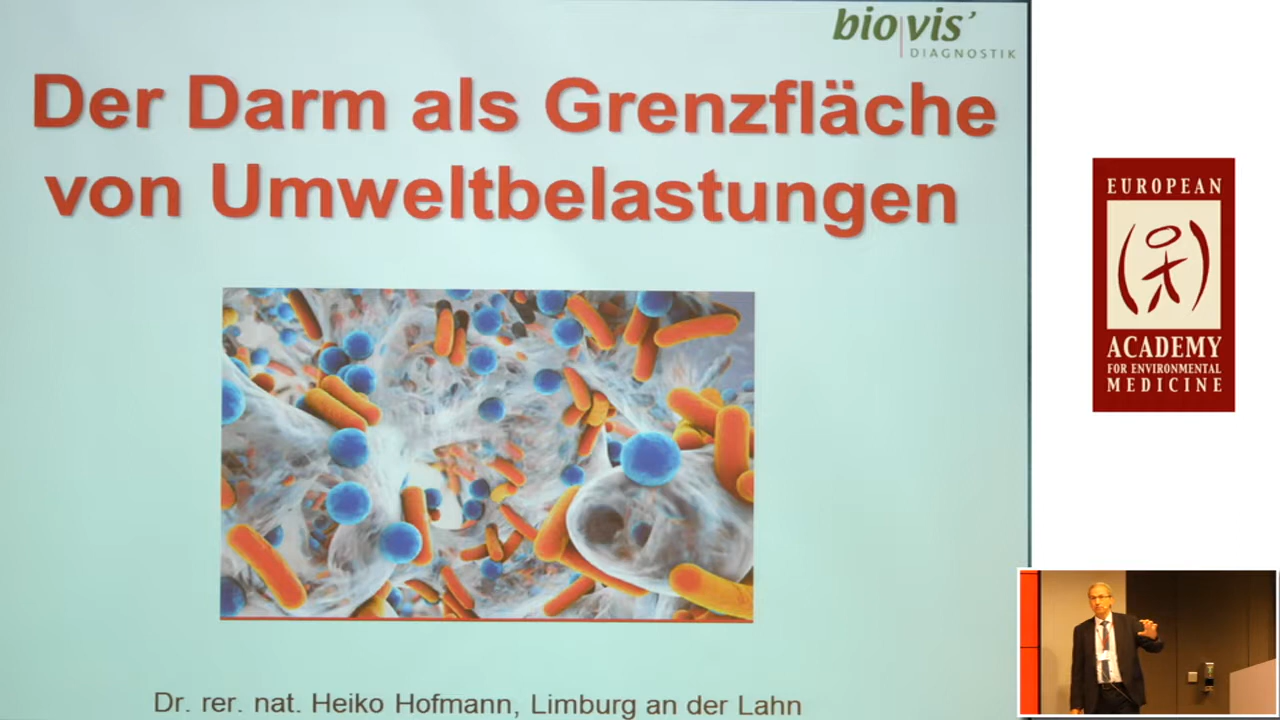 bio vis'
DIAGNOSTIK
Der Darm als Grenzfläche
von Umweltbelastungen
Dr. rer. nat. Heiko Hofmann, Limburg an der Lahn
EUROPEAN
ACADEMY
FOR ENVIRONMENTAL
MEDICINE